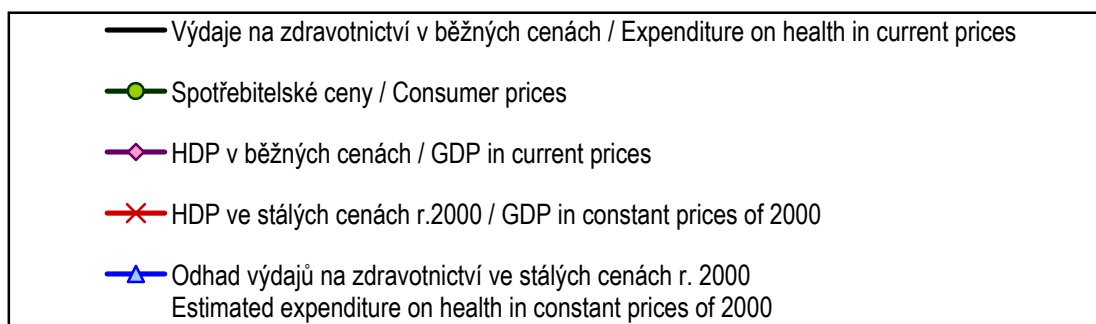 Výdaje na zdravotnictví v běžných cenách / Expenditure on health in current prices
Spotřebitelské ceny / Consumer prices
HDP v běžných cenách / GDP in current prices
HDP ve stálých cenách r.2000 / GDP in constant prices of 2000
Odhad výdajů na zdravotnictví ve stálých cenách r. 2000
Estimated expenditure on health in constant prices of 2000